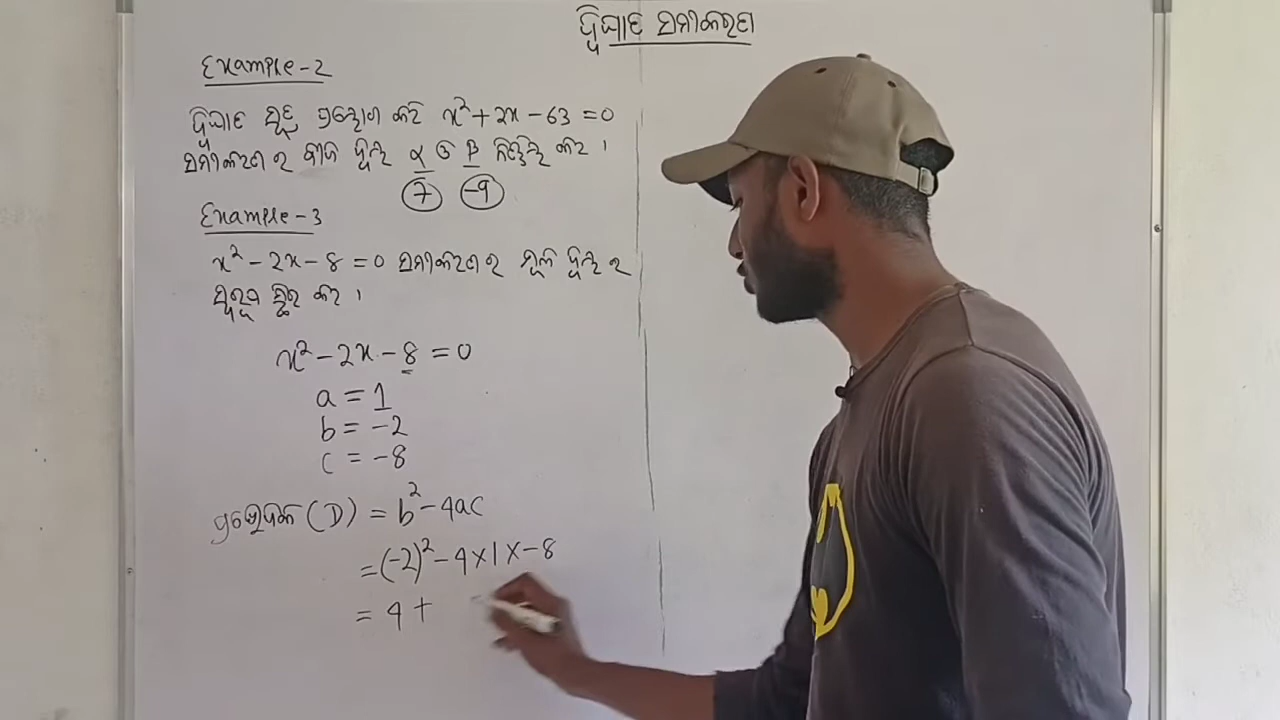 ଦ୍ୱିଘାତ ସମୀକରଣ
Example-2
ଦ୍ୱିଘାତ ସୂତ୍ର ପ୍ରୟୋଗ କରି x² + 2x - 63 = 0
ସମୀକରଣ ର ବୀଜ ଦ୍ୱୟ α ଓ β ନିର୍ଣ୍ଣୟ କର ।
7 -9
Example-3
x² - 2x - 8 = 0 ସମୀକରଣ ର ମୂଳ ଦ୍ୱୟ ର
ସ୍ୱରୂପ ସ୍ଥିର କର ।
x² - 2x - 8 = 0
a = 1
b = -2
c = -8
ପ୍ରଭେଦକ (D) = b² - 4ac
= (-2)² - 4 × 1 × -8
= 4 +